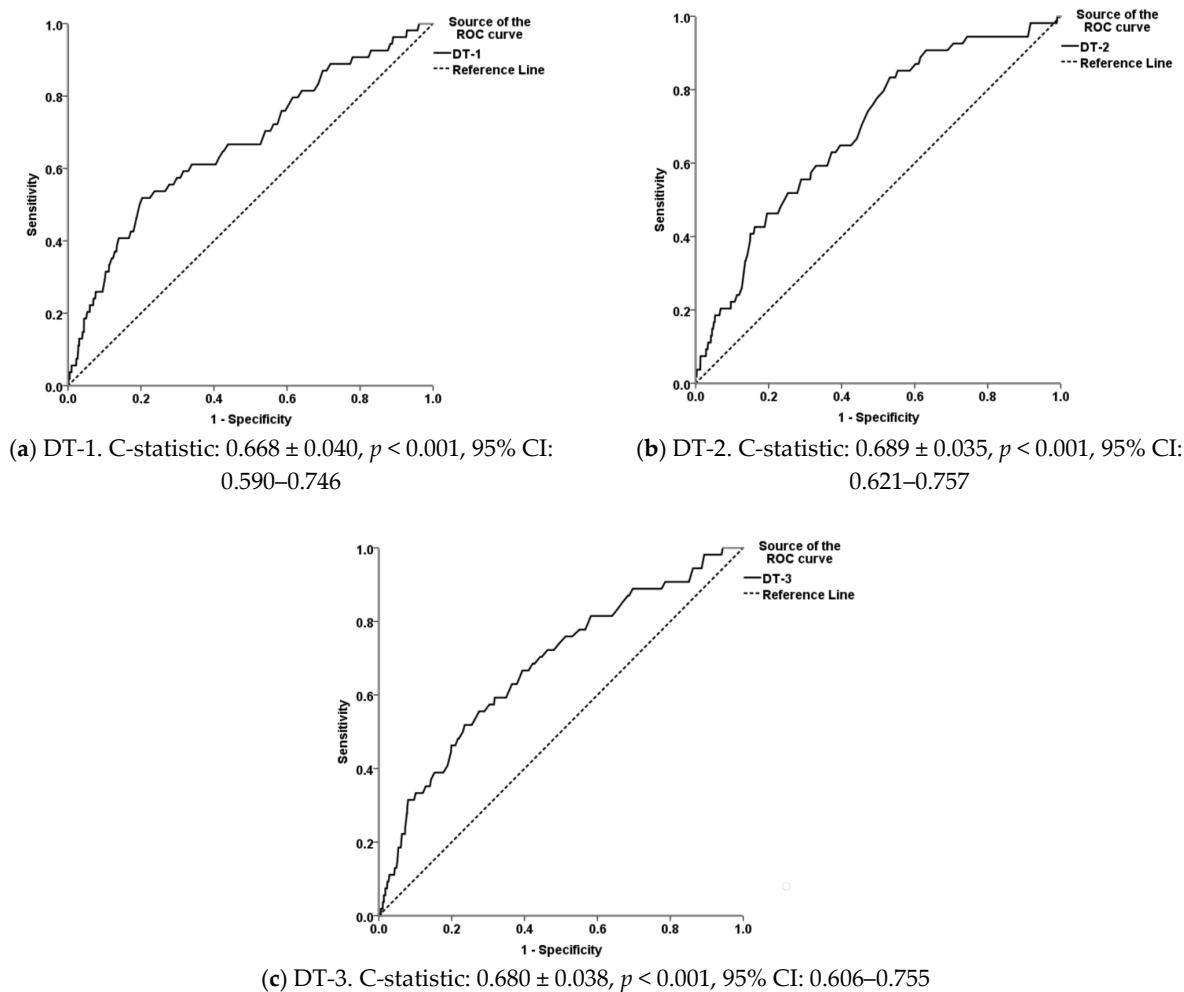 Source of the
ROC curve
DT-1
Reference Line
1.0
0.8
0.6
0.4
0.2
0.0
Sensitivity
0.0 0.2 0.4 0.6 0.8 1.0
1 - Specificity
(a) DT-1. C-statistic: 0.668 ± 0.040, p < 0.001, 95% CI:
0.590–0.746
Source of the
ROC curve
DT-2
Reference Line
1.0
0.8
0.6
0.4
0.2
0.0
Sensitivity
0.0 0.2 0.4 0.6 0.8 1.0
1 - Specificity
(b) DT-2. C-statistic: 0.689 ± 0.035, p < 0.001, 95% CI:
0.621–0.757
Source of the
ROC curve
DT-3
Reference Line
1.0
0.8
0.6
0.4
0.2
0.0
Sensitivity
0.0 0.2 0.4 0.6 0.8 1.0
1 - Specificity
(c) DT-3. C-statistic: 0.680 ± 0.038, p < 0.001, 95% CI: 0.606–0.755